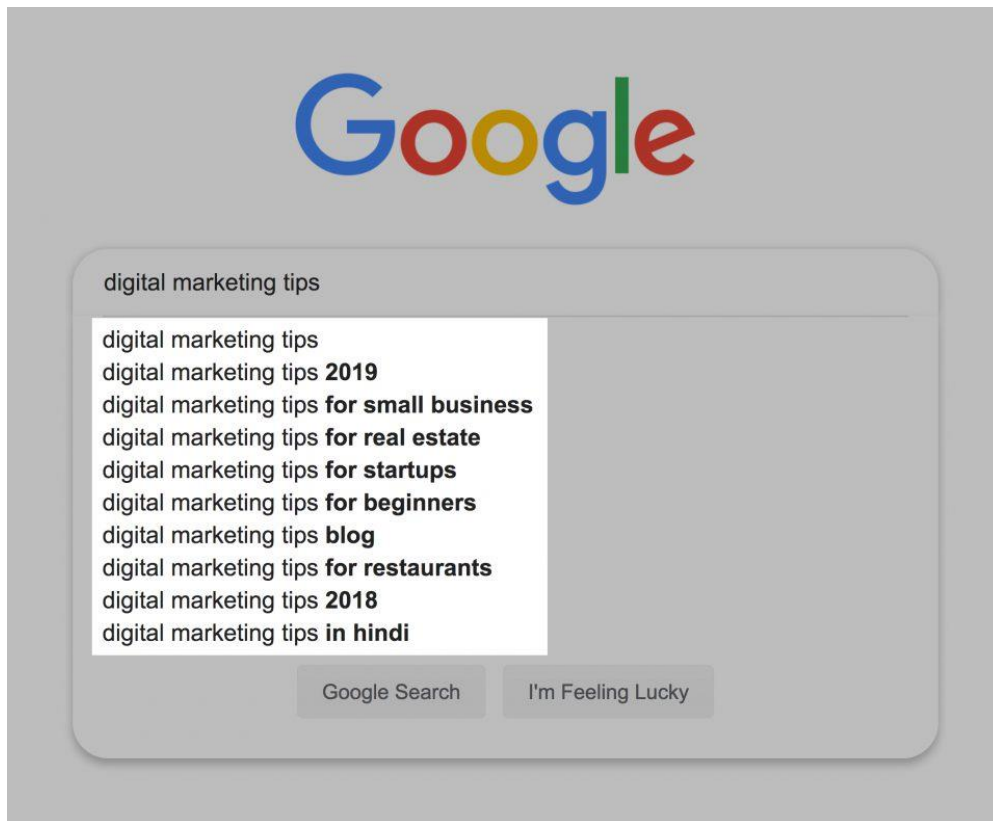 Google
digital marketing tips
digital marketing tips
digital marketing tips 2019
digital marketing tips for small business
digital marketing tips for real estate
digital marketing tips for startups
digital marketing tips for beginners
digital marketing tips blog
digital marketing tips for restaurants
digital marketing tips 2018
digital marketing tips in hindi
Google Search I'm Feeling Lucky